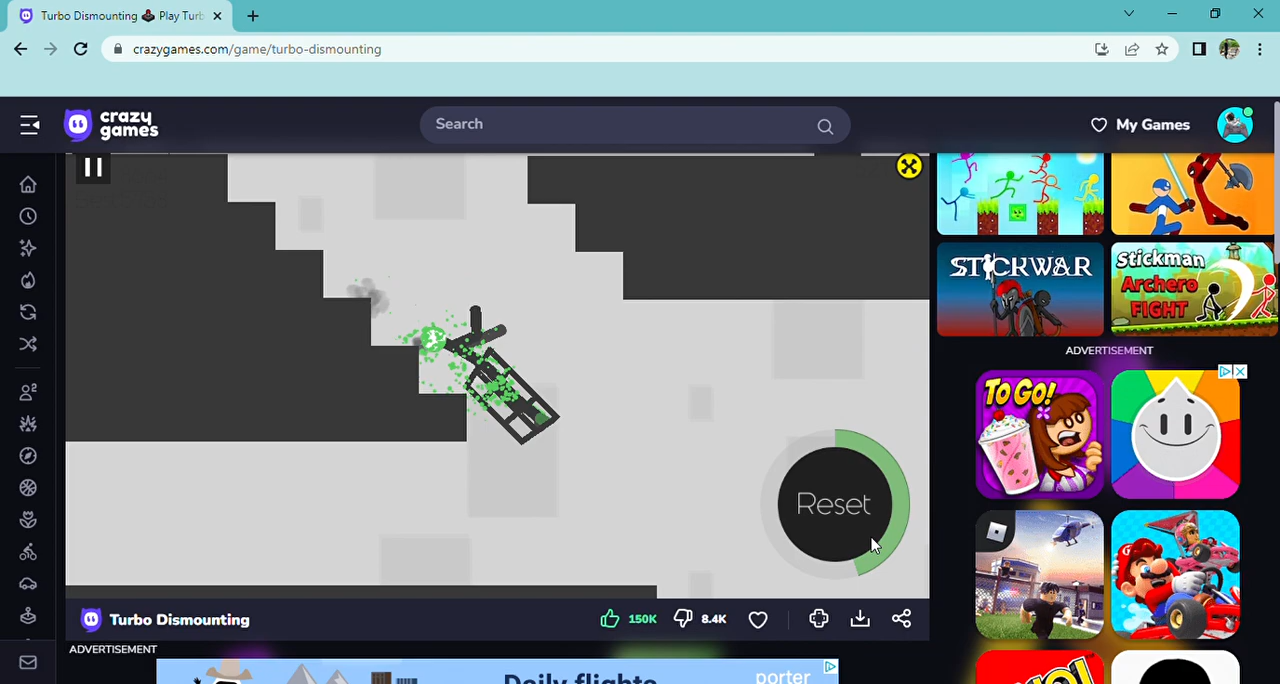 Turbo Dismounting 🕹 Play Turb
crazygames.com/game/turbo-dismounting
crazy
games
Search
My Games
STICKWAR
Stickman
Archero
FIGHT
Reset
ADVERTISEMENT
TO GO!
Turbo Dismounting
150K
8.4K
ADVERTISEMENT
Daily flights
porter